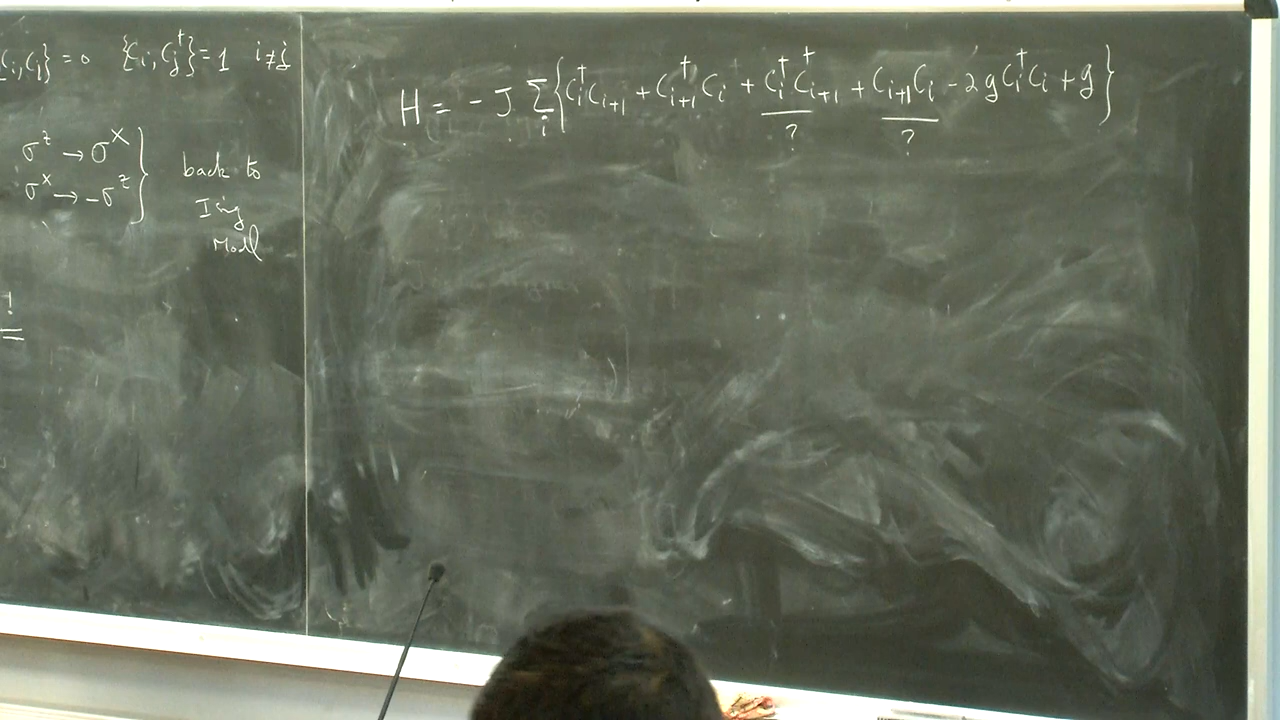 {C_i, C_j} = 0 {C_i, C_j^†} = 1 i≠j
σ^z → σ^x }
σ^x → -σ^z }
back to
Ising
Model
!
H = - J Σ_i { C_i^† C_{i+1} + C_{i+1}^† C_i + C_i^† C_{i+1}^† + C_{i+1} C_i - 2 g C_i^† C_i + g }
? ?